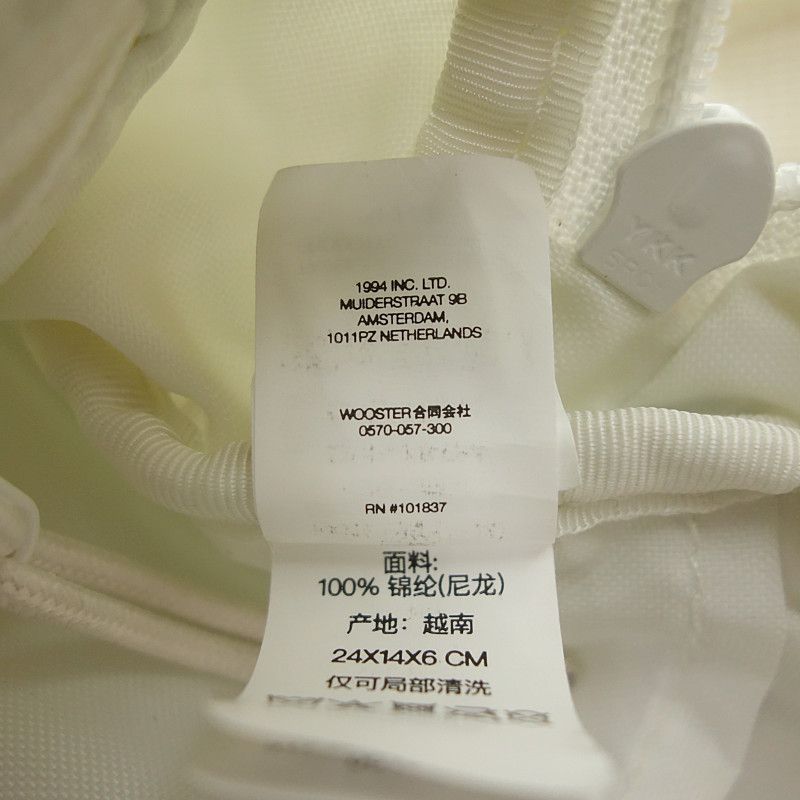 1994 INC. LTD.
MUIDERSTRAAT 9B
AMSTERDAM,
1011PZ NETHERLANDS
WOOSTER合同会社
0570-057-300
RN #101837
面料:
100% 锦纶(尼龙)
产地：越南
24X14X6 CM
仅可局部清洗
YKK